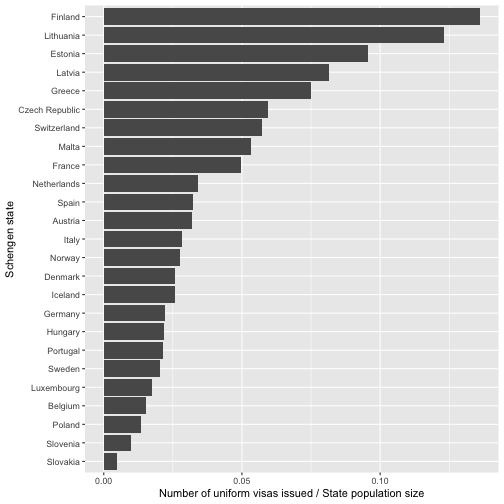 Finland
Lithuania
Estonia
Latvia
Greece
Czech Republic
Switzerland
Malta
France
Netherlands
Spain
Austria
Italy
Norway
Denmark
Iceland
Germany
Hungary
Portugal
Sweden
Luxembourg
Belgium
Poland
Slovenia
Slovakia
Schengen state
0.00 0.05 0.10
Number of uniform visas issued / State population size